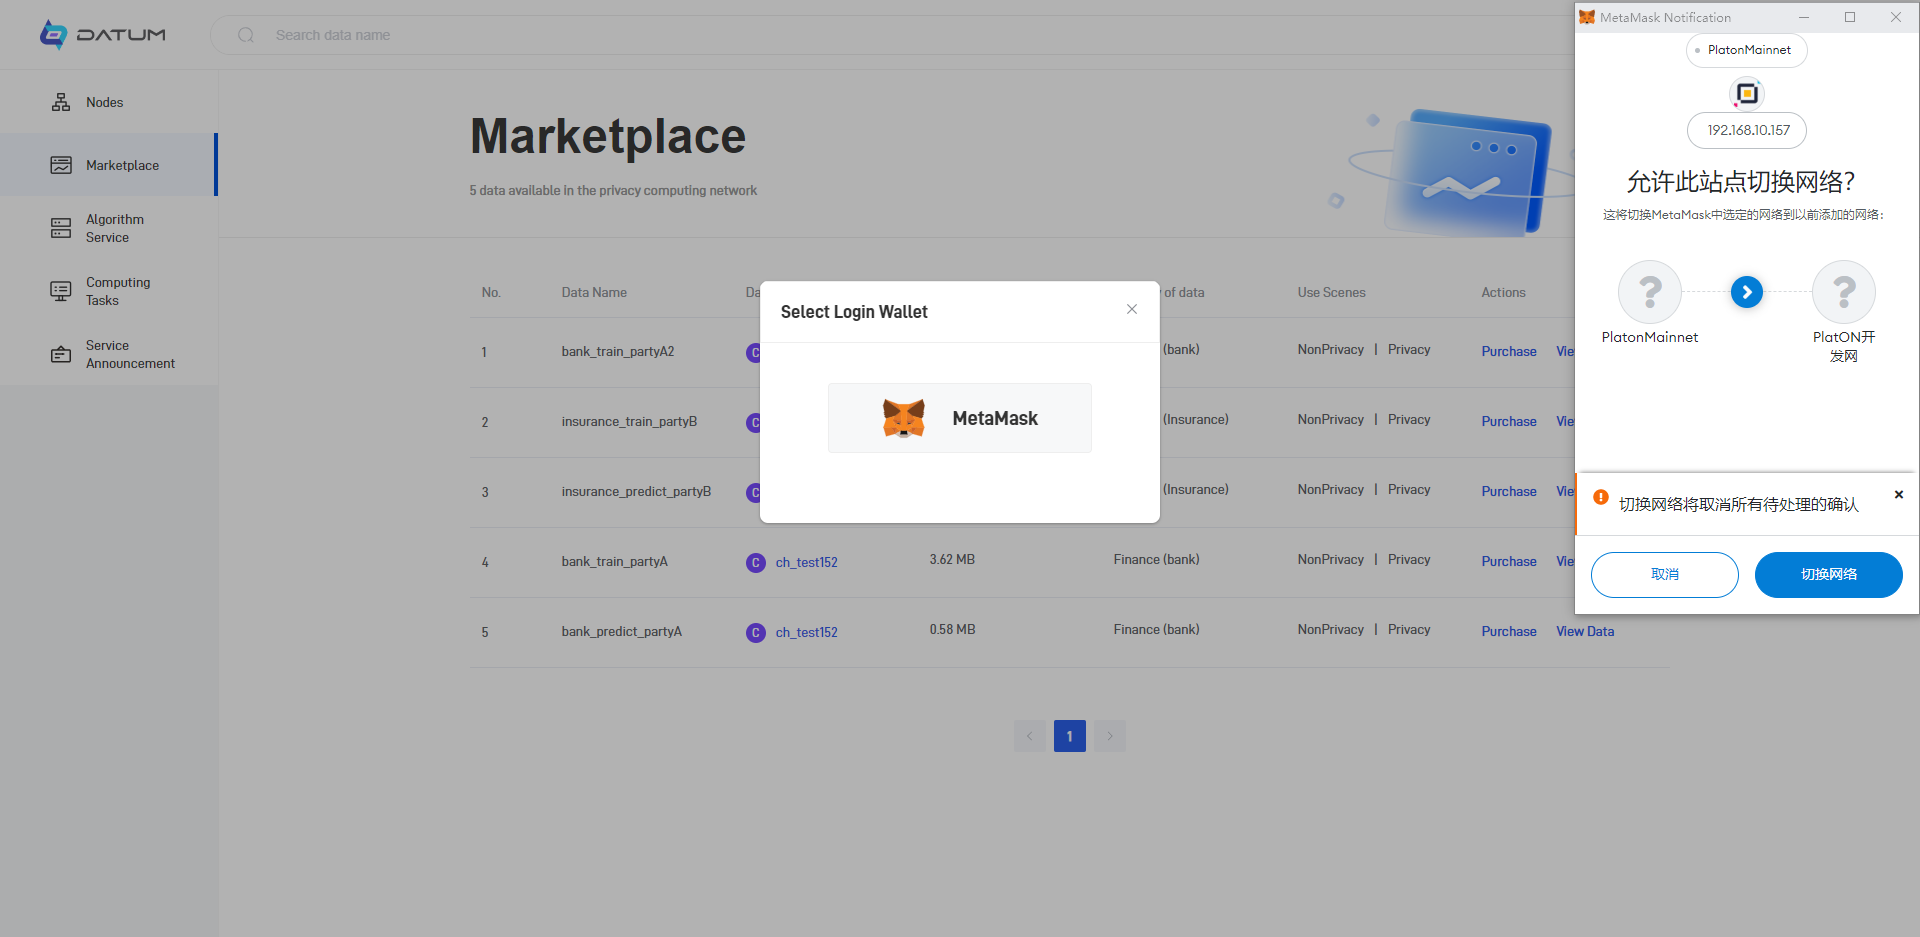 DATUM
Search data name
Nodes
Marketplace
Algorithm
Service
Computing
Tasks
Service
Announcement
Marketplace
5 data available in the privacy computing network
No. Data Name Da of data Use Scenes Actions
1 bank_train_partyA2 C (bank) NonPrivacy | Privacy Purchase Vie
2 insurance_train_partyB C (Insurance) NonPrivacy | Privacy Purchase Vie
3 insurance_predict_partyB C (Insurance) NonPrivacy | Privacy Purchase Vie
4 bank_train_partyA C ch_test152 3.62 MB Finance (bank) NonPrivacy | Privacy Purchase Vie
5 bank_predict_partyA C ch_test152 0.58 MB Finance (bank) NonPrivacy | Privacy Purchase View Data
1
Select Login Wallet
MetaMask
MetaMask Notification
PlatonMainnet
192.168.10.157
允许此站点切换网络?
这将切换MetaMask中选定的网络到以前添加的网络:
PlatonMainnet
PlatON开
发网
切换网络将取消所有待处理的确认
取消 切换网络